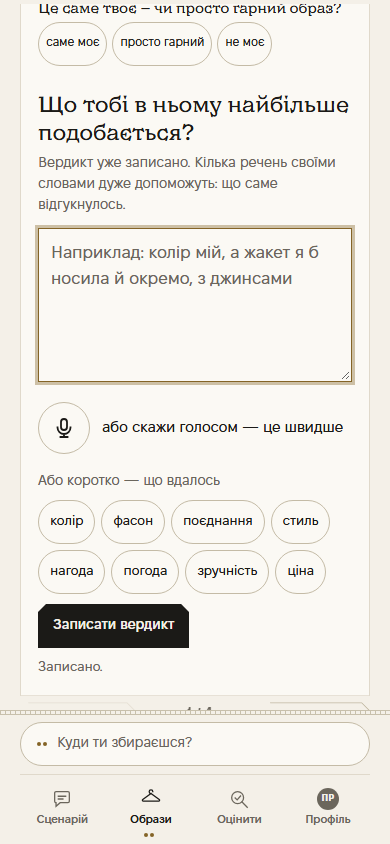 Це саме твоє — чи просто гарний образ?
саме моє
просто гарний
не моє
Що тобі в ньому найбільше
подобається?
Вердикт уже записано. Кілька речень своїми
словами дуже допоможуть: що саме
відгукнулось.
Наприклад: колір мій, а жакет я б
носила й окремо, з джинсами
або скажи голосом — це швидше
Або коротко — що вдалось
колір
фасон
поєднання
стиль
нагода
погода
зручність
ціна
Записати вердикт
Записано.
Куди ти збираєшся?
ПР
Сценарій
Образи
Оцінити
Профіль